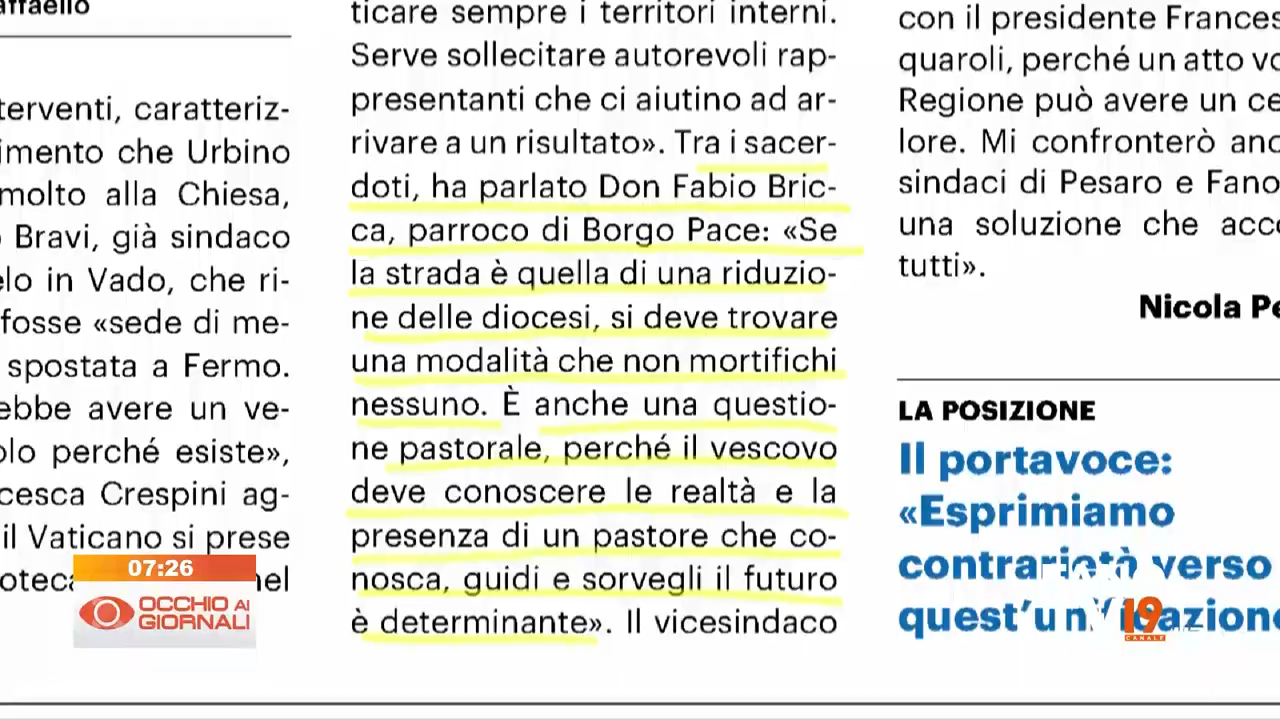 terventi, caratteriz-
imento che Urbino
molto alla Chiesa,
Bravi, già sindaco
elo in Vado, che ri-
fosse «sede di me-
spostata a Fermo.
ebbe avere un ve-
olo perché esiste»,
cesca Crespini ag-
il Vaticano si prese
oteca nel
ticare sempre i territori interni.
Serve sollecitare autorevoli rap-
presentanti che ci aiutino ad ar-
rivare a un risultato». Tra i sacer-
doti, ha parlato Don Fabio Bric-
ca, parroco di Borgo Pace: «Se
la strada è quella di una riduzio-
ne delle diocesi, si deve trovare
una modalità che non mortifichi
nessuno. È anche una questio-
ne pastorale, perché il vescovo
deve conoscere le realtà e la
presenza di un pastore che co-
nosca, guidi e sorvegli il futuro
è determinante». Il vicesindaco
con il presidente Frances
quaroli, perché un atto vo
Regione può avere un ce
lore. Mi confronterò anc
sindaci di Pesaro e Fano
una soluzione che acco
tutti».
Nicola Pe
LA POSIZIONE
Il portavoce:
«Esprimiamo
contrarietà verso
07:26
OCCHIO AI
GIORNALI
19
CANALE